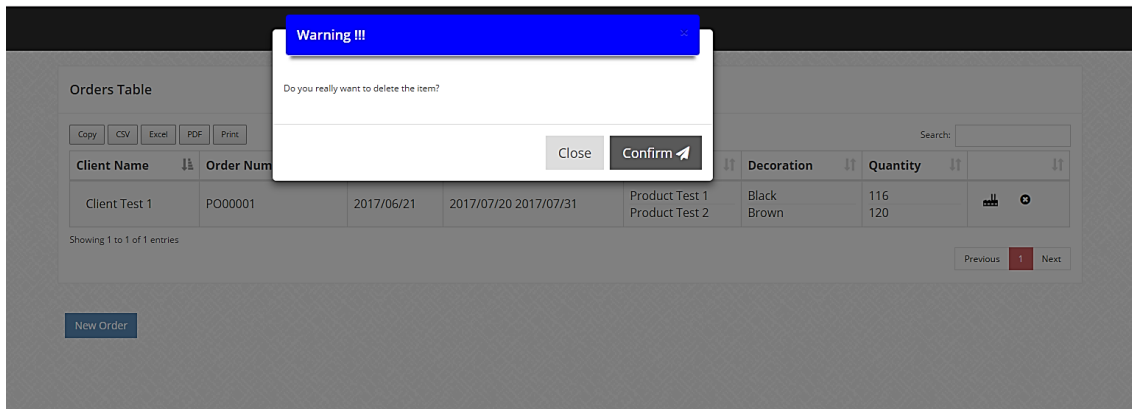 Warning !!! ×
Do you really want to delete the item?
Close Confirm
Orders Table
Copy CSV Excel PDF Print Search:
Client Name Order Num Decoration Quantity
Client Test 1 PO00001 2017/06/21 2017/07/20 2017/07/31 Product Test 1 Black 116
Product Test 2 Brown 120
Showing 1 to 1 of 1 entries
Previous 1 Next
New Order